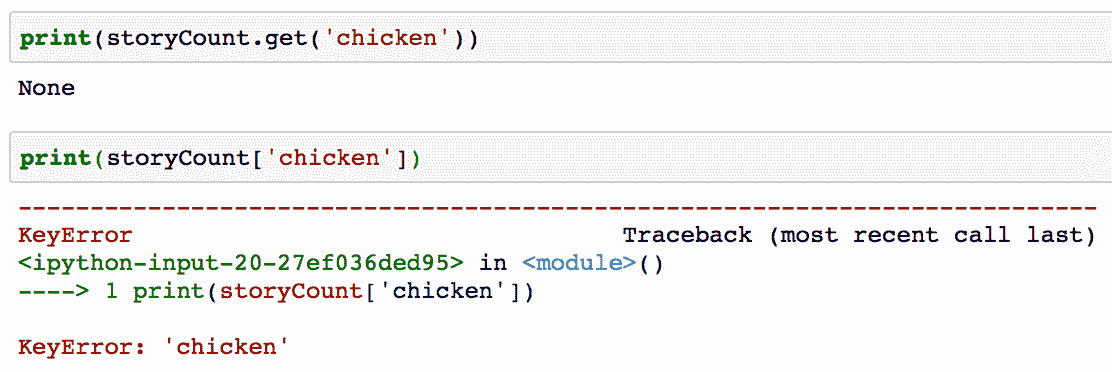 print(storyCount.get('chicken'))
None
print(storyCount['chicken'])
---------------------------------------------------------------------------
KeyError                                  Traceback (most recent call last)
<ipython-input-20-27ef036ded95> in <module>()
----> 1 print(storyCount['chicken'])
KeyError: 'chicken'